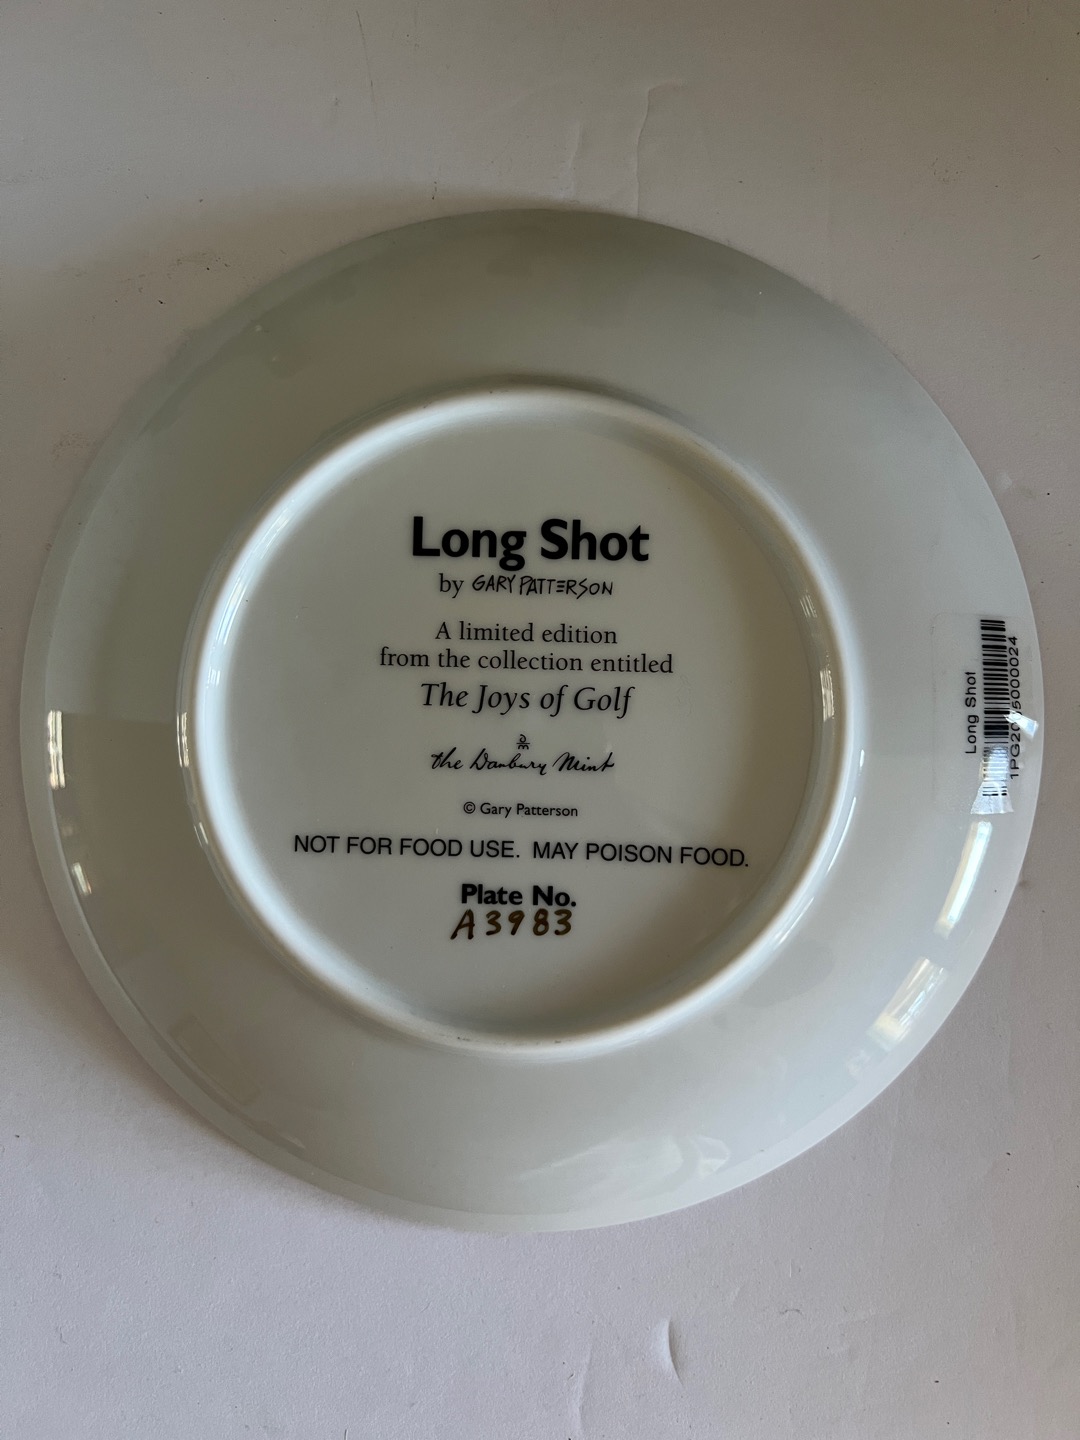 Long Shot
by GARY PATTERSON
A limited edition
from the collection entitled
The Joys of Golf
DM
the Danbury Mint
© Gary Patterson
NOT FOR FOOD USE. MAY POISON FOOD.
Plate No.
A3983
Long Shot